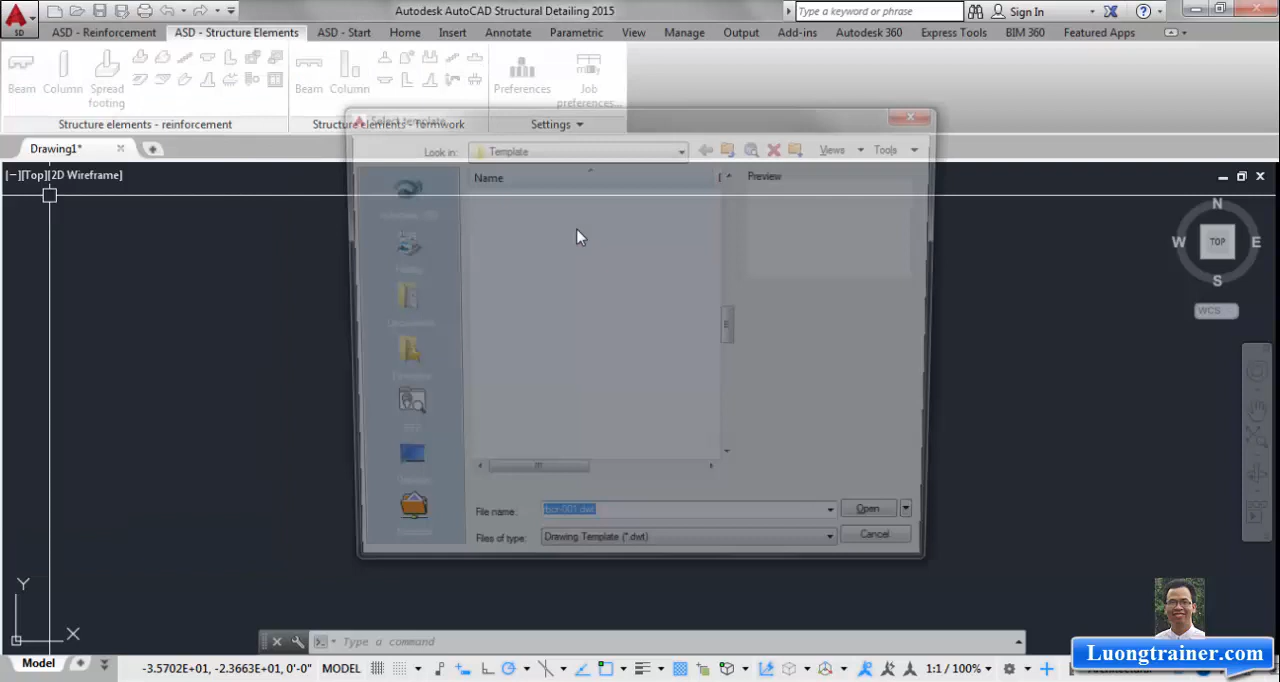 Autodesk AutoCAD Structural Detailing 2015
Type a keyword or phrase
Sign In
SD
ASD - Reinforcement
ASD - Structure Elements
ASD - Start
Home
Insert
Annotate
Parametric
View
Manage
Output
Add-ins
Autodesk 360
Express Tools
BIM 360
Featured Apps
Beam
Column
Spread
footing
Beam
Column
Preferences
Job
preferences...
Structure elements - reinforcement
Structure elements - formwork
Settings
Select template
Drawing1*
Look in:
Template
Views
Tools
[−][Top][2D Wireframe]
Name
Preview
N
W
TOP
E
S
WCS
File name:
Open
Files of type:
Drawing Template (*.dwt)
Cancel
Y
X
Type a command
Model
-3.5702E+01, -2.3663E+01, 0'-0"
MODEL
1:1 / 100%
Luongtrainer.com